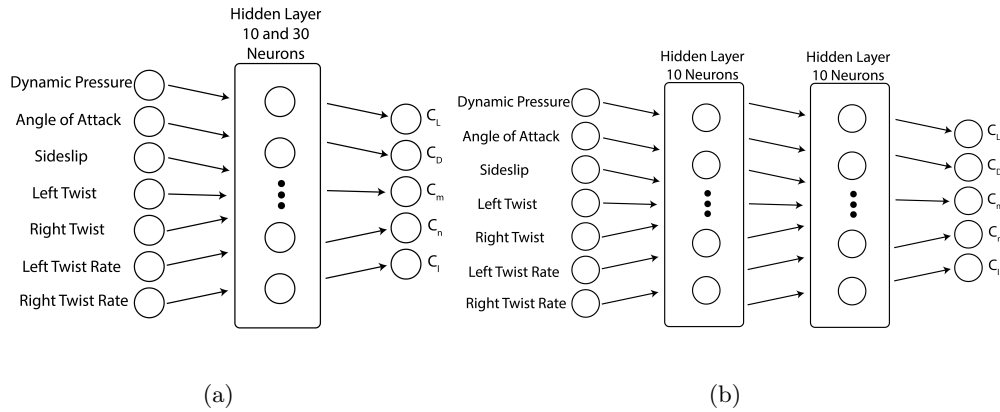 Hidden Layer
10 and 30
Neurons
Dynamic Pressure
Angle of Attack
Sideslip
Left Twist
Right Twist
Left Twist Rate
Right Twist Rate
C_L
C_D
C_m
C_n
C_l
(a)
Hidden Layer
10 Neurons
Hidden Layer
10 Neurons
Dynamic Pressure
Angle of Attack
Sideslip
Left Twist
Right Twist
Left Twist Rate
Right Twist Rate
C
C
C
C
C
(b)